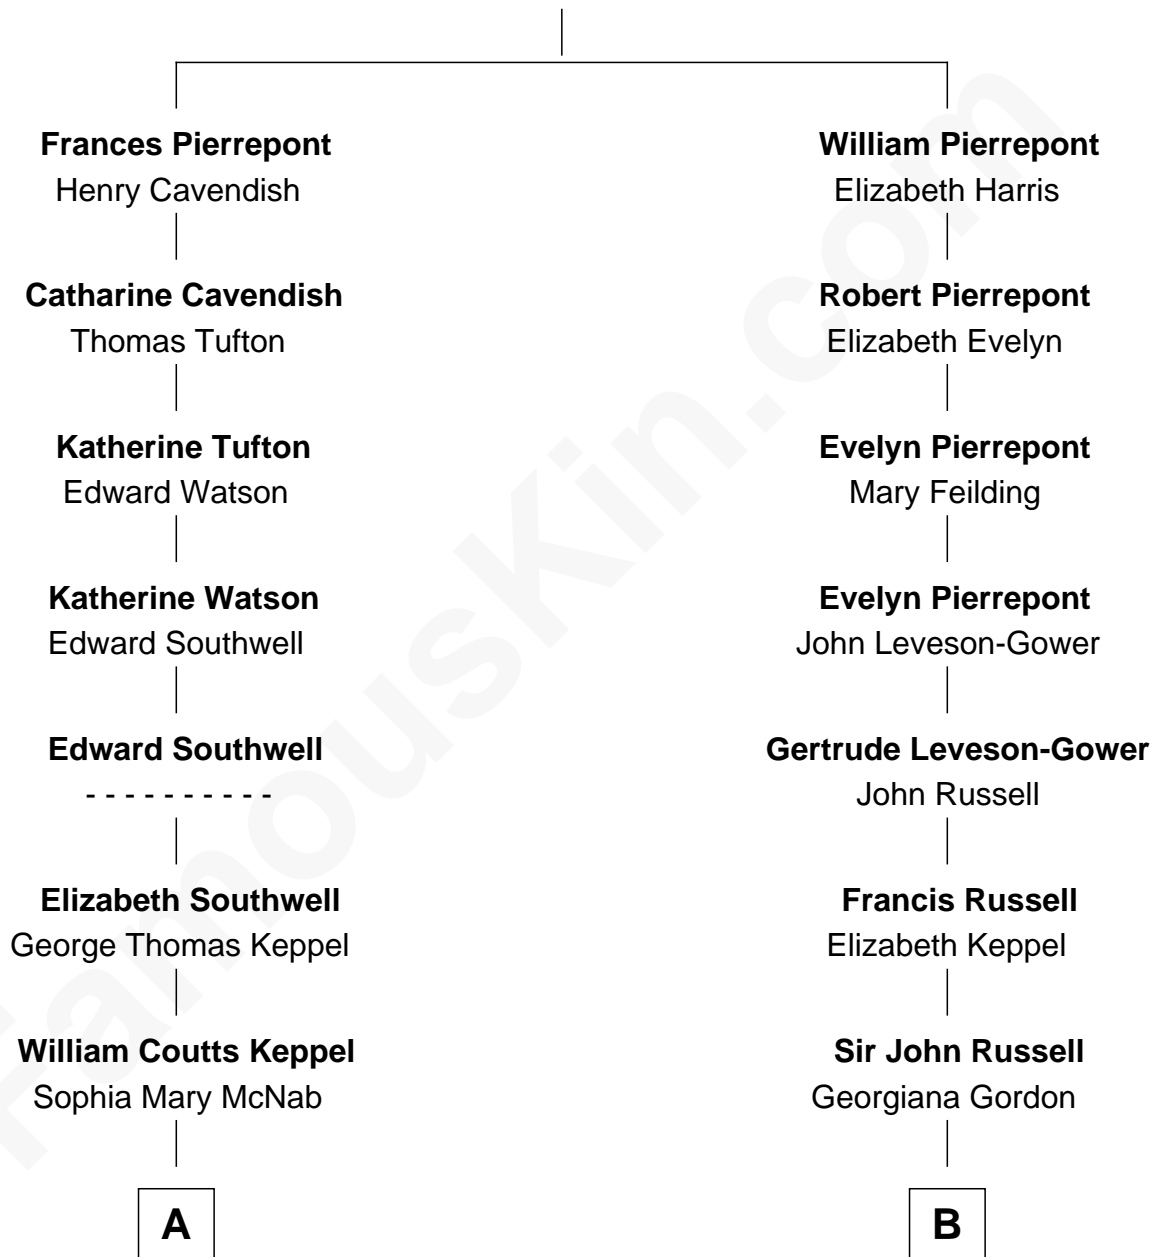 Frances Pierrepont
Henry Cavendish
Catharine Cavendish
Thomas Tufton
Katherine Tufton
Edward Watson
Katherine Watson
Edward Southwell
Edward Southwell
- - - - - - - - - -
Elizabeth Southwell
George Thomas Keppel
William Coutts Keppel
Sophia Mary McNab
A
William Pierrepont
Elizabeth Harris
Robert Pierrepont
Elizabeth Evelyn
Evelyn Pierrepont
Mary Feilding
Evelyn Pierrepont
John Leveson-Gower
Gertrude Leveson-Gower
John Russell
Francis Russell
Elizabeth Keppel
Sir John Russell
Georgiana Gordon
B
FamousKin.com